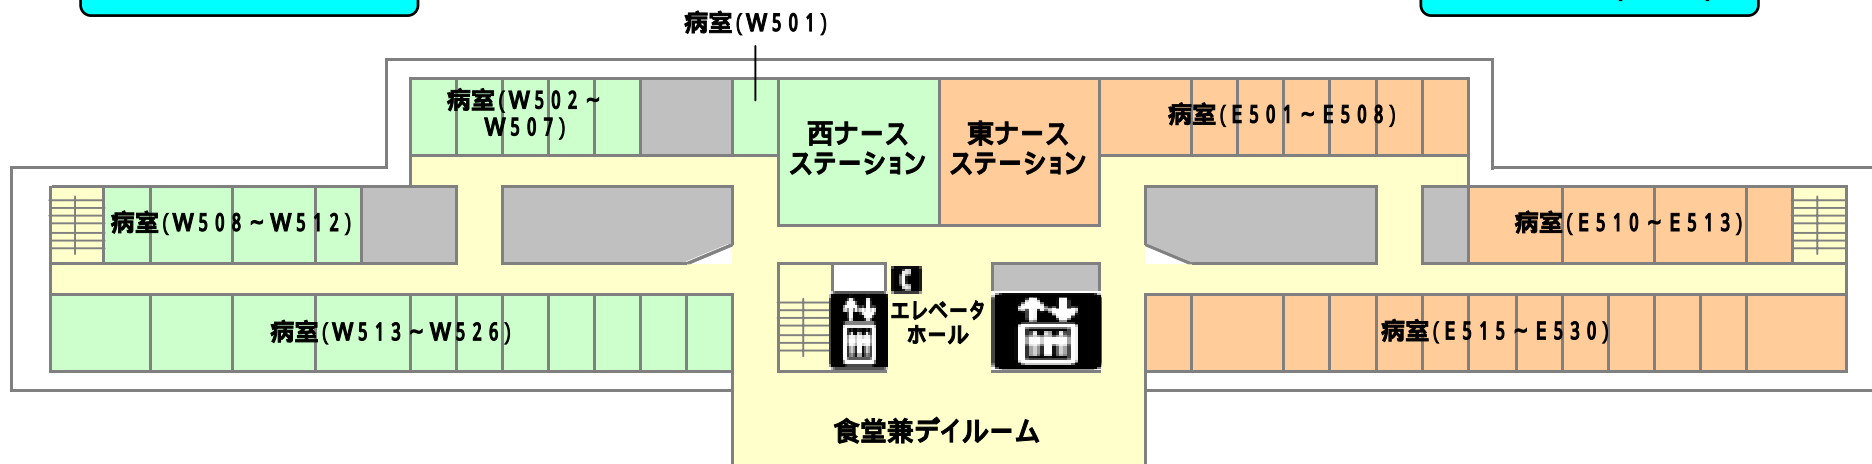 病室(W501)
病室(W502～
W507)
西ナース
ステーション
東ナース
ステーション
病室(E501～E508)
病室(W508～W512)
病室(E510～E513)
エレベータ
ホール
病室(W513～W526)
病室(E515～E530)
食堂兼デイルーム